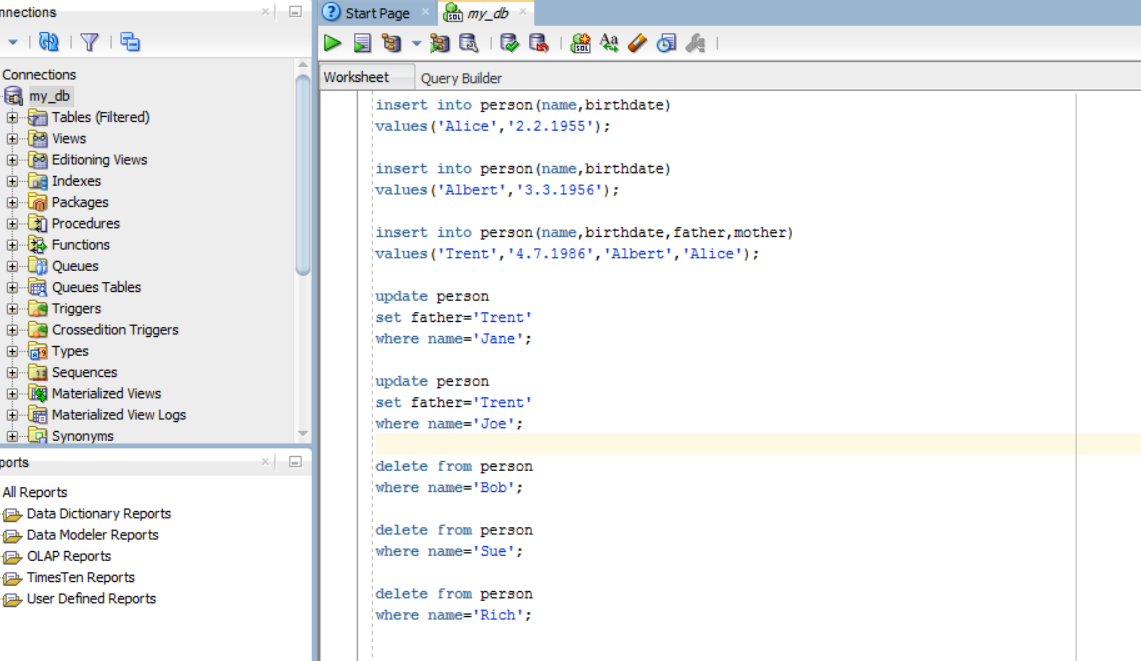 nnections
Connections
my_db
Tables (Filtered)
Views
Editioning Views
Indexes
Packages
Procedures
Functions
Queues
Queues Tables
Triggers
Crossedition Triggers
Types
Sequences
Materialized Views
Materialized View Logs
Synonyms
ports
All Reports
Data Dictionary Reports
Data Modeler Reports
OLAP Reports
TimesTen Reports
User Defined Reports
Start Page
my_db
Worksheet
Query Builder
insert into person(name,birthdate)
values('Alice','2.2.1955');
insert into person(name,birthdate)
values('Albert','3.3.1956');
insert into person(name,birthdate,father,mother)
values('Trent','4.7.1986','Albert','Alice');
update person
set father='Trent'
where name='Jane';
update person
set father='Trent'
where name='Joe';
delete from person
where name='Bob';
delete from person
where name='Sue';
delete from person
where name='Rich';